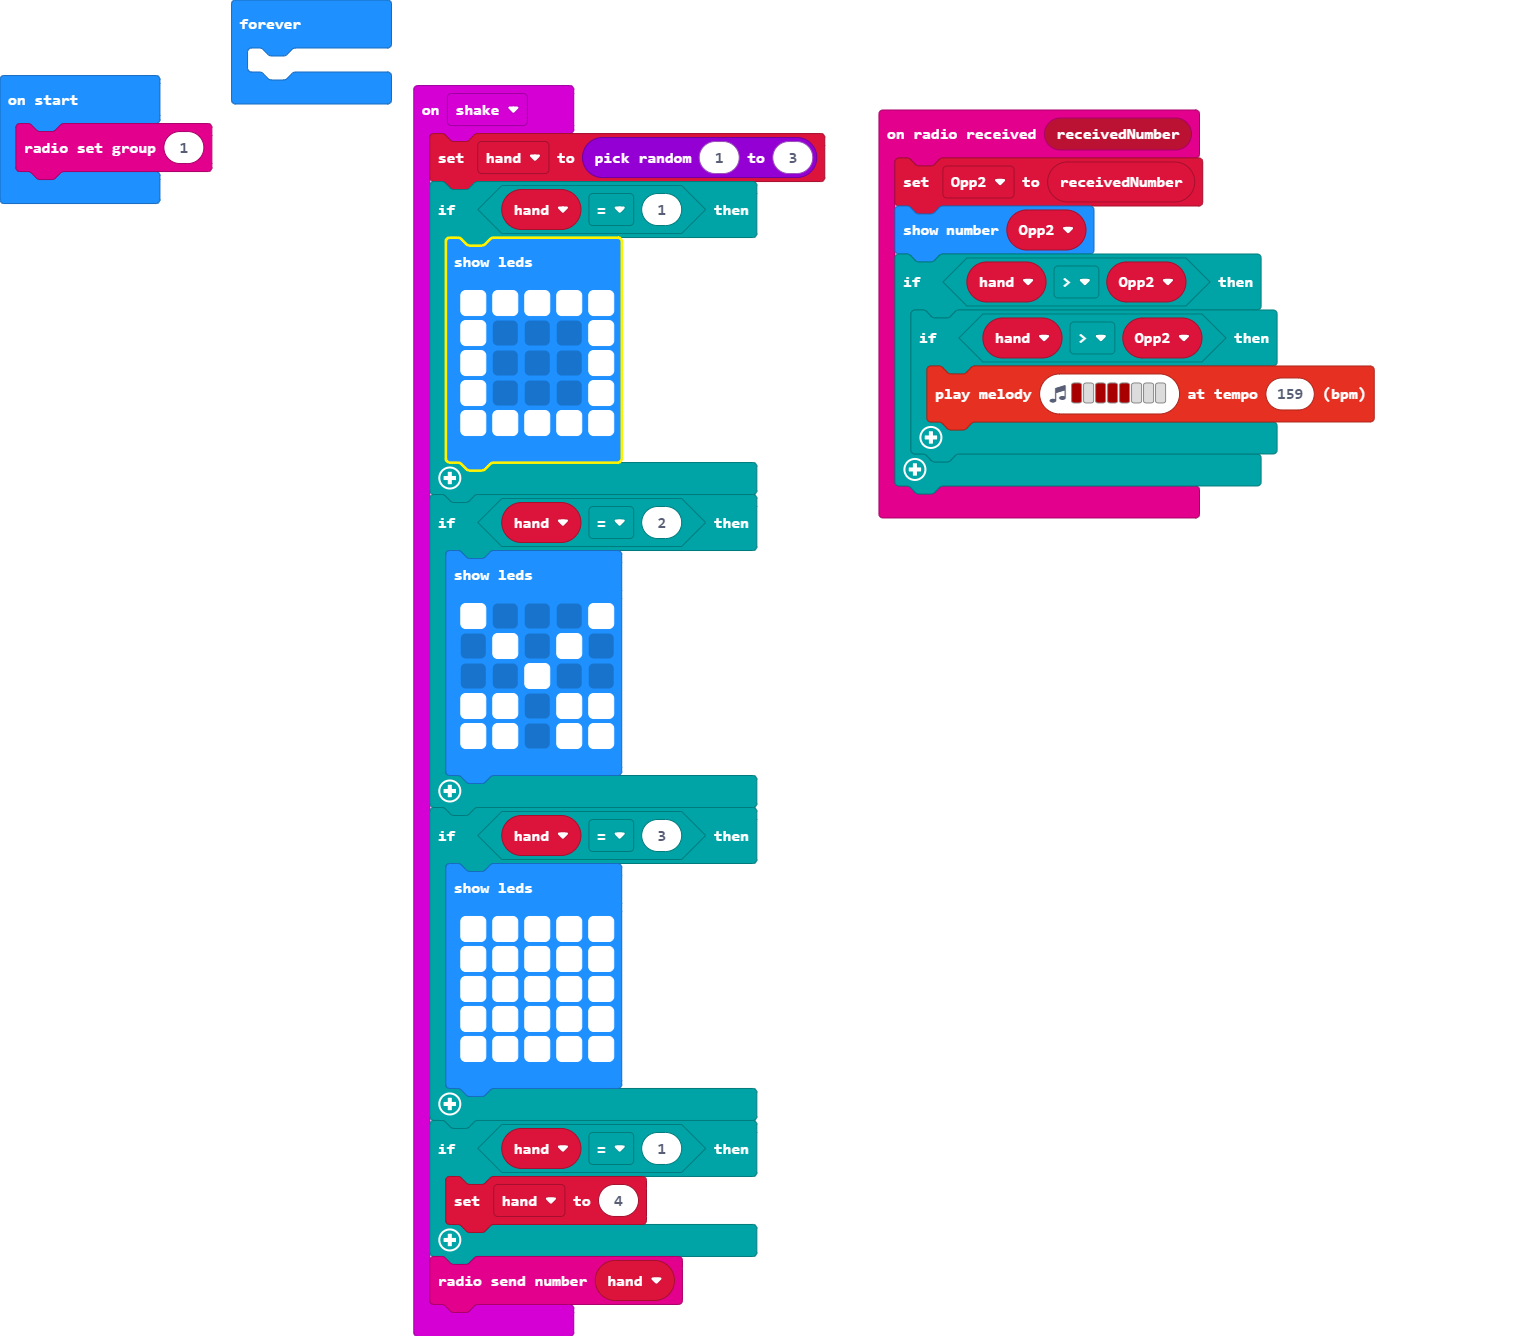 forever
on start
radio set group 1
on shake
set hand to pick random 1 to 3
if hand = 1 then
show leds
if hand = 2 then
show leds
if hand = 3 then
show leds
if hand = 1 then
set hand to 4
radio send number hand
on radio received receivedNumber
set Opp2 to receivedNumber
show number Opp2
if hand > Opp2 then
if hand > Opp2 then
play melody at tempo 159 (bpm)